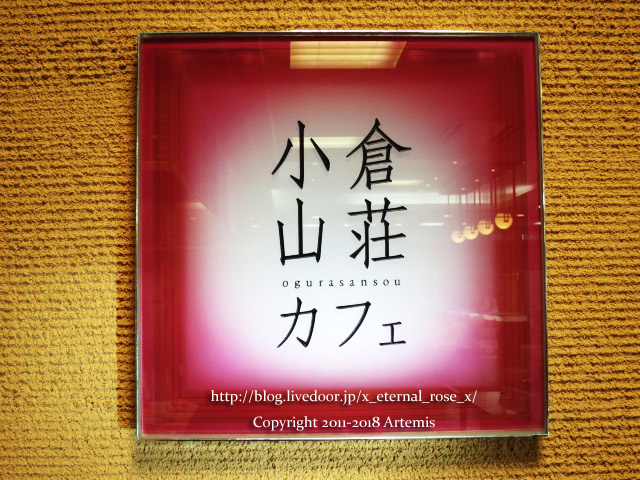 小倉
山荘
ogurasansou
カフェ
http://blog.livedoor.jp/x_eternal_rose_x/
Copyright 2011-2018 Artemis